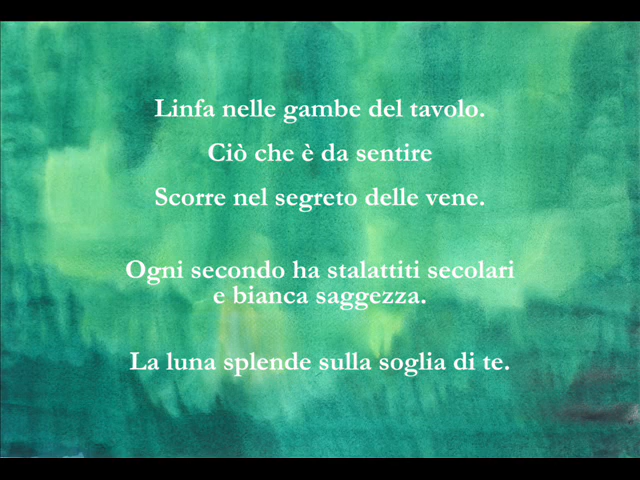 Linfa nelle gambe del tavolo.
Ciò che è da sentire
Scorre nel segreto delle vene.
Ogni secondo ha stalattiti secolari
e bianca saggezza.
La luna splende sulla soglia di te.